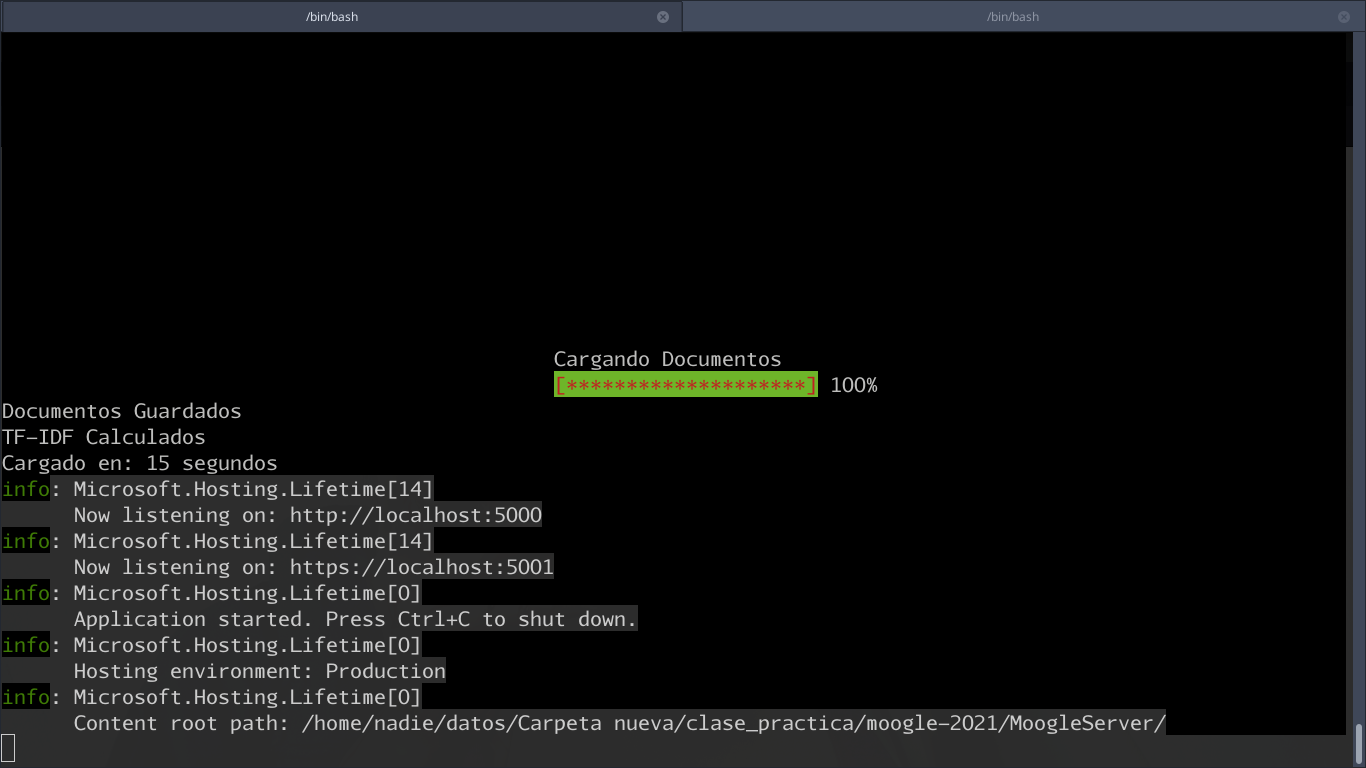 /bin/bash
/bin/bash
Cargando Documentos
[********************] 100%
Documentos Guardados
TF-IDF Calculados
Cargado en: 15 segundos
info: Microsoft.Hosting.Lifetime[14]
Now listening on: http://localhost:5000
info: Microsoft.Hosting.Lifetime[14]
Now listening on: https://localhost:5001
info: Microsoft.Hosting.Lifetime[0]
Application started. Press Ctrl+C to shut down.
info: Microsoft.Hosting.Lifetime[0]
Hosting environment: Production
info: Microsoft.Hosting.Lifetime[0]
Content root path: /home/nadie/datos/Carpeta nueva/clase_practica/moogle-2021/MoogleServer/